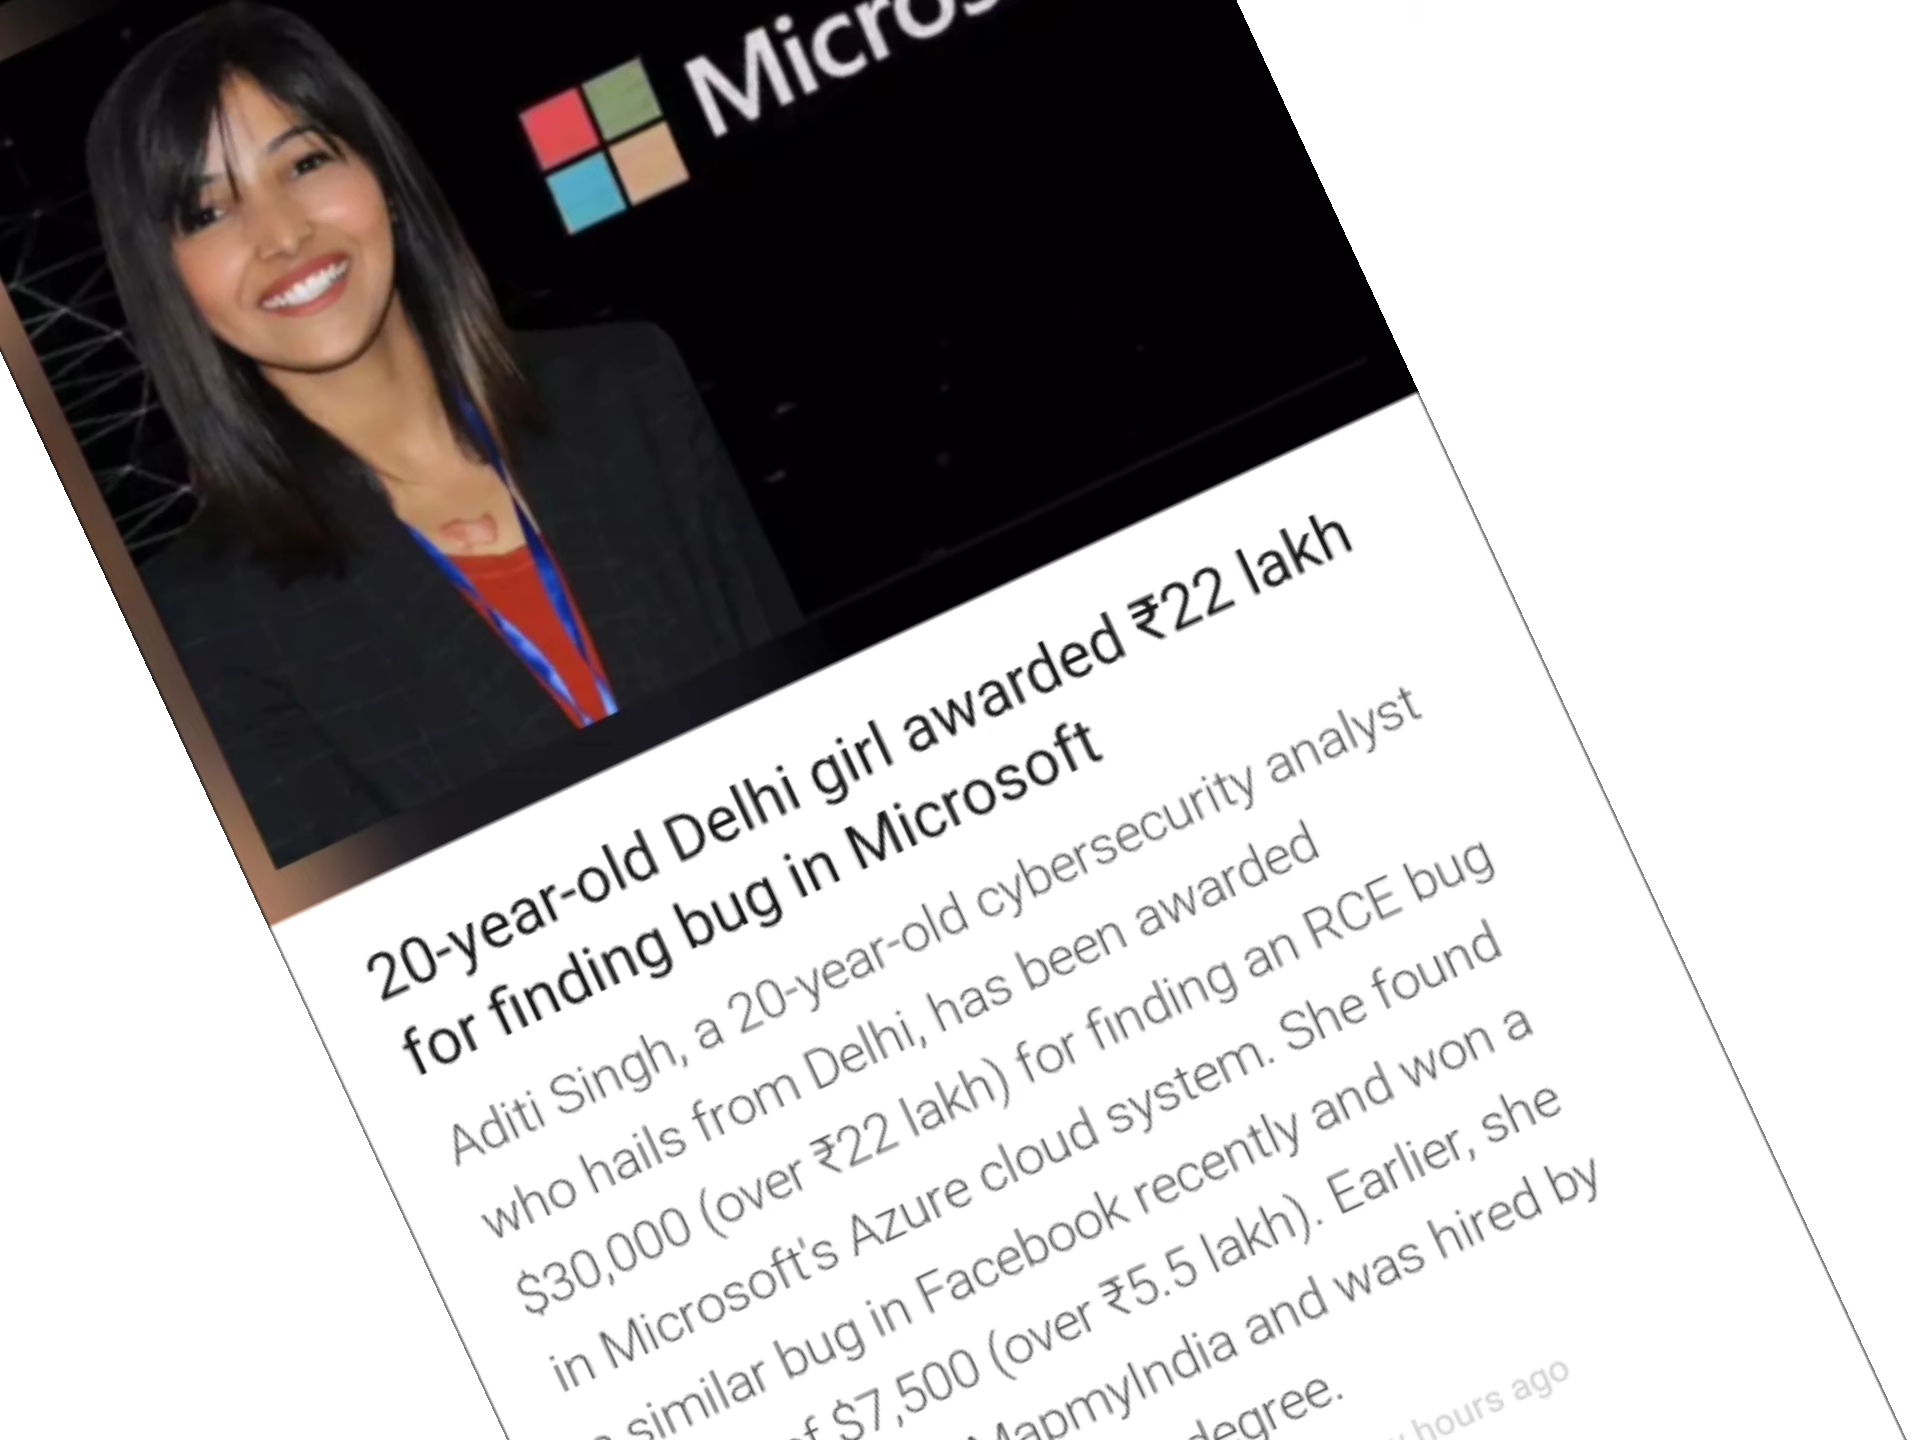 Micros
20-year-old Delhi girl awarded ₹22 lakh
for finding bug in Microsoft
Aditi Singh, a 20-year-old cybersecurity analyst
who hails from Delhi, has been awarded
$30,000 (over ₹22 lakh) for finding an RCE bug
in Microsoft's Azure cloud system. She found
similar bug in Facebook recently and won a
of $7,500 (over ₹5.5 lakh). Earlier, she
MapmyIndia and was hired by
degree.
hours ago